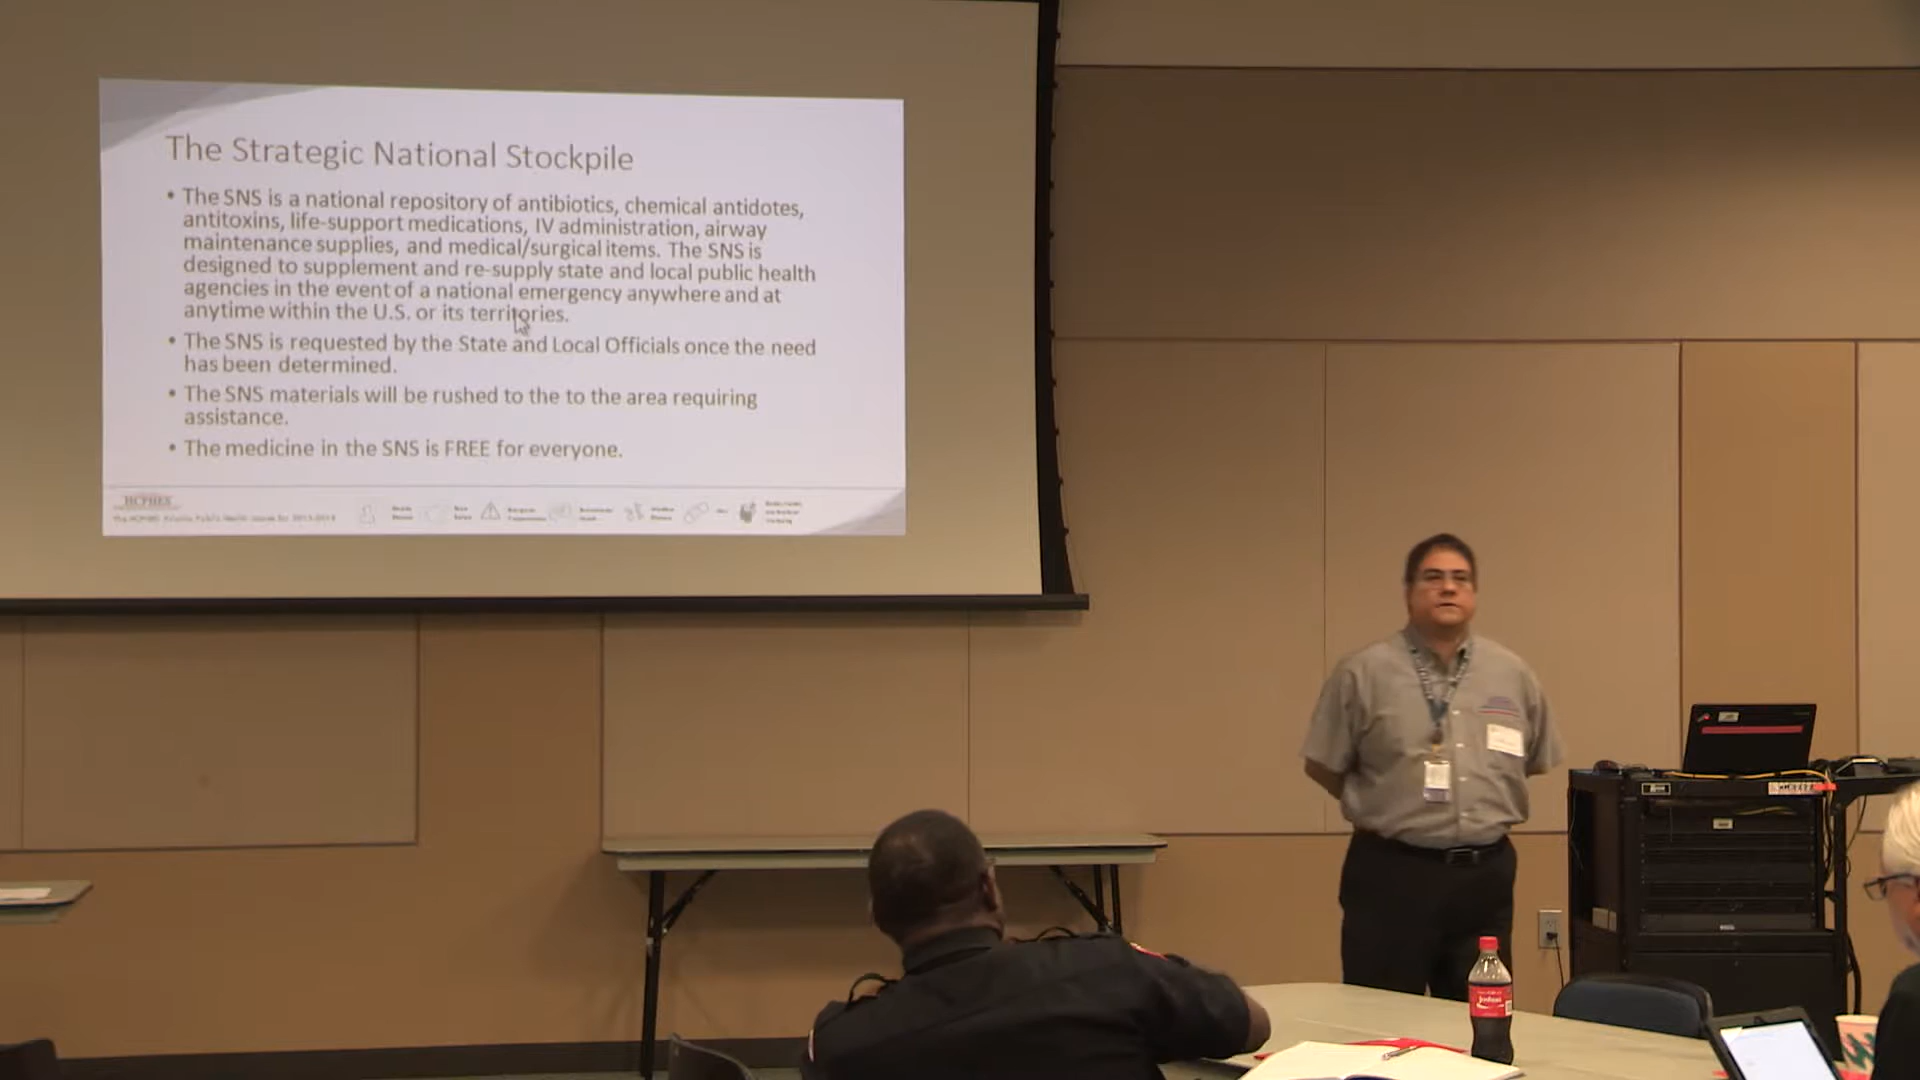 The Strategic National Stockpile
• The SNS is a national repository of antibiotics, chemical antidotes,
antitoxins, life-support medications, IV administration, airway
maintenance supplies, and medical/surgical items. The SNS is
designed to supplement and re-supply state and local public health
agencies in the event of a national emergency anywhere and at
anytime within the U.S. or its territories.
• The SNS is requested by the State and Local Officials once the need
has been determined.
• The SNS materials will be rushed to the to the area requiring
assistance.
• The medicine in the SNS is FREE for everyone.
HCPHES